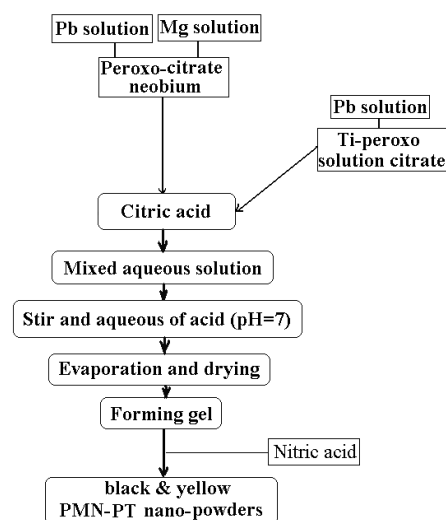 Pb solution
Mg solution
Peroxo-citrate
neobium
Pb solution
Ti-peroxo
solution citrate
Citric acid
Mixed aqueous solution
Stir and aqueous of acid (pH=7)
Evaporation and drying
Forming gel
Nitric acid
black & yellow
PMN-PT nano-powders